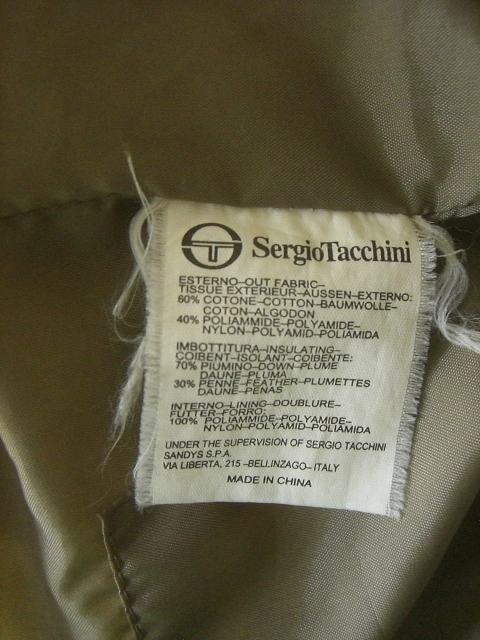 SergioTacchini
ESTERNO-OUT FABRIC-
TISSUE EXTERIEUR-AUSSEN-EXTERNO:
60% COTONE-COTTON-BAUMWOLLE-
COTON-ALGODON
40% POLIAMMIDE-POLYAMIDE-
NYLON-POLYAMID-POLIAMIDA
IMBOTTITURA-INSULATING-
COIBENT-ISOLANT-COIBENTE:
70% PIUMINO-DOWN-PLUME
DAUNE-PLUMA
30% PENNE-FEATHER-PLUMETTES
DAUNE-PENAS
INTERNO-LINING-DOUBLURE-
FUTTER-FORRO:
100% POLIAMMIDE-POLYAMIDE-
NYLON-POLYAMID-POLIAMIDA
UNDER THE SUPERVISION OF SERGIO TACCHINI
SANDYS S.P.A.
VIA LIBERTA, 215 -BELLINZAGO- ITALY
MADE IN CHINA